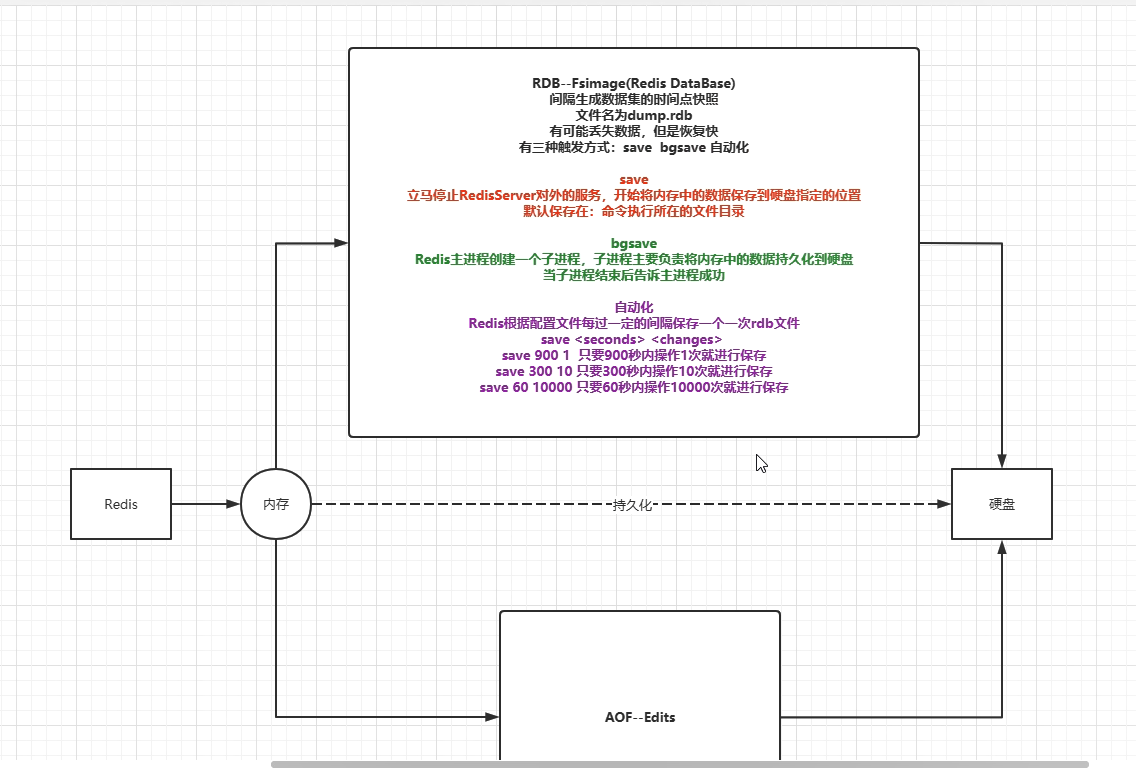 RDB--Fsimage(Redis DataBase)
间隔生成数据集的时间点快照
文件名为dump.rdb
有可能丢失数据，但是恢复快
有三种触发方式：save  bgsave 自动化
save
立马停止RedisServer对外的服务，开始将内存中的数据保存到硬盘指定的位置
默认保存在：命令执行所在的文件目录
bgsave
Redis主进程创建一个子进程，子进程主要负责将内存中的数据持久化到硬盘
当子进程结束后告诉主进程成功
自动化
Redis根据配置文件每过一定的间隔保存一个一次rdb文件
save <seconds> <changes>
save 900 1  只要900秒内操作1次就进行保存
save 300 10 只要300秒内操作10次就进行保存
save 60 10000 只要60秒内操作10000次就进行保存
Redis
内存
持久化
硬盘
AOF--Edits